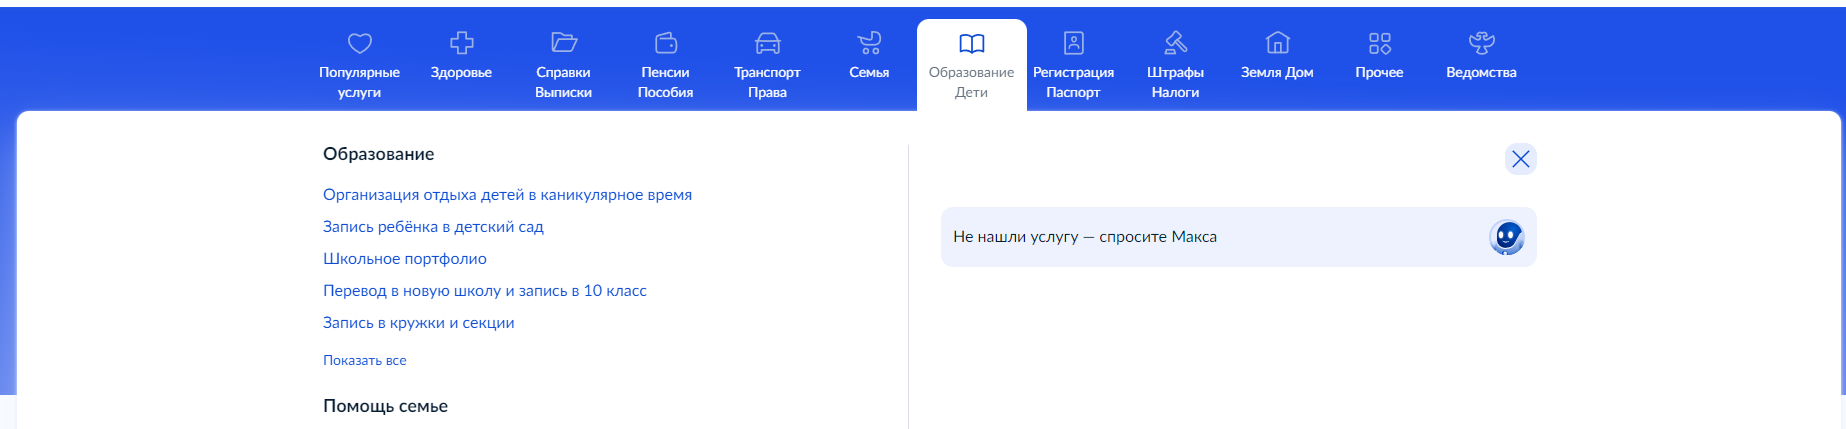 Популярные
услуги
Здоровье
Справки
Выписки
Пенсии
Пособия
Транспорт
Права
Семья
Образование
Дети
Регистрация
Паспорт
Штрафы
Налоги
Земля Дом
Прочее
Ведомства
Образование
Организация отдыха детей в каникулярное время
Запись ребёнка в детский сад
Школьное портфолио
Перевод в новую школу и запись в 10 класс
Запись в кружки и секции
Показать все
Помощь семье
Не нашли услугу — спросите Макса